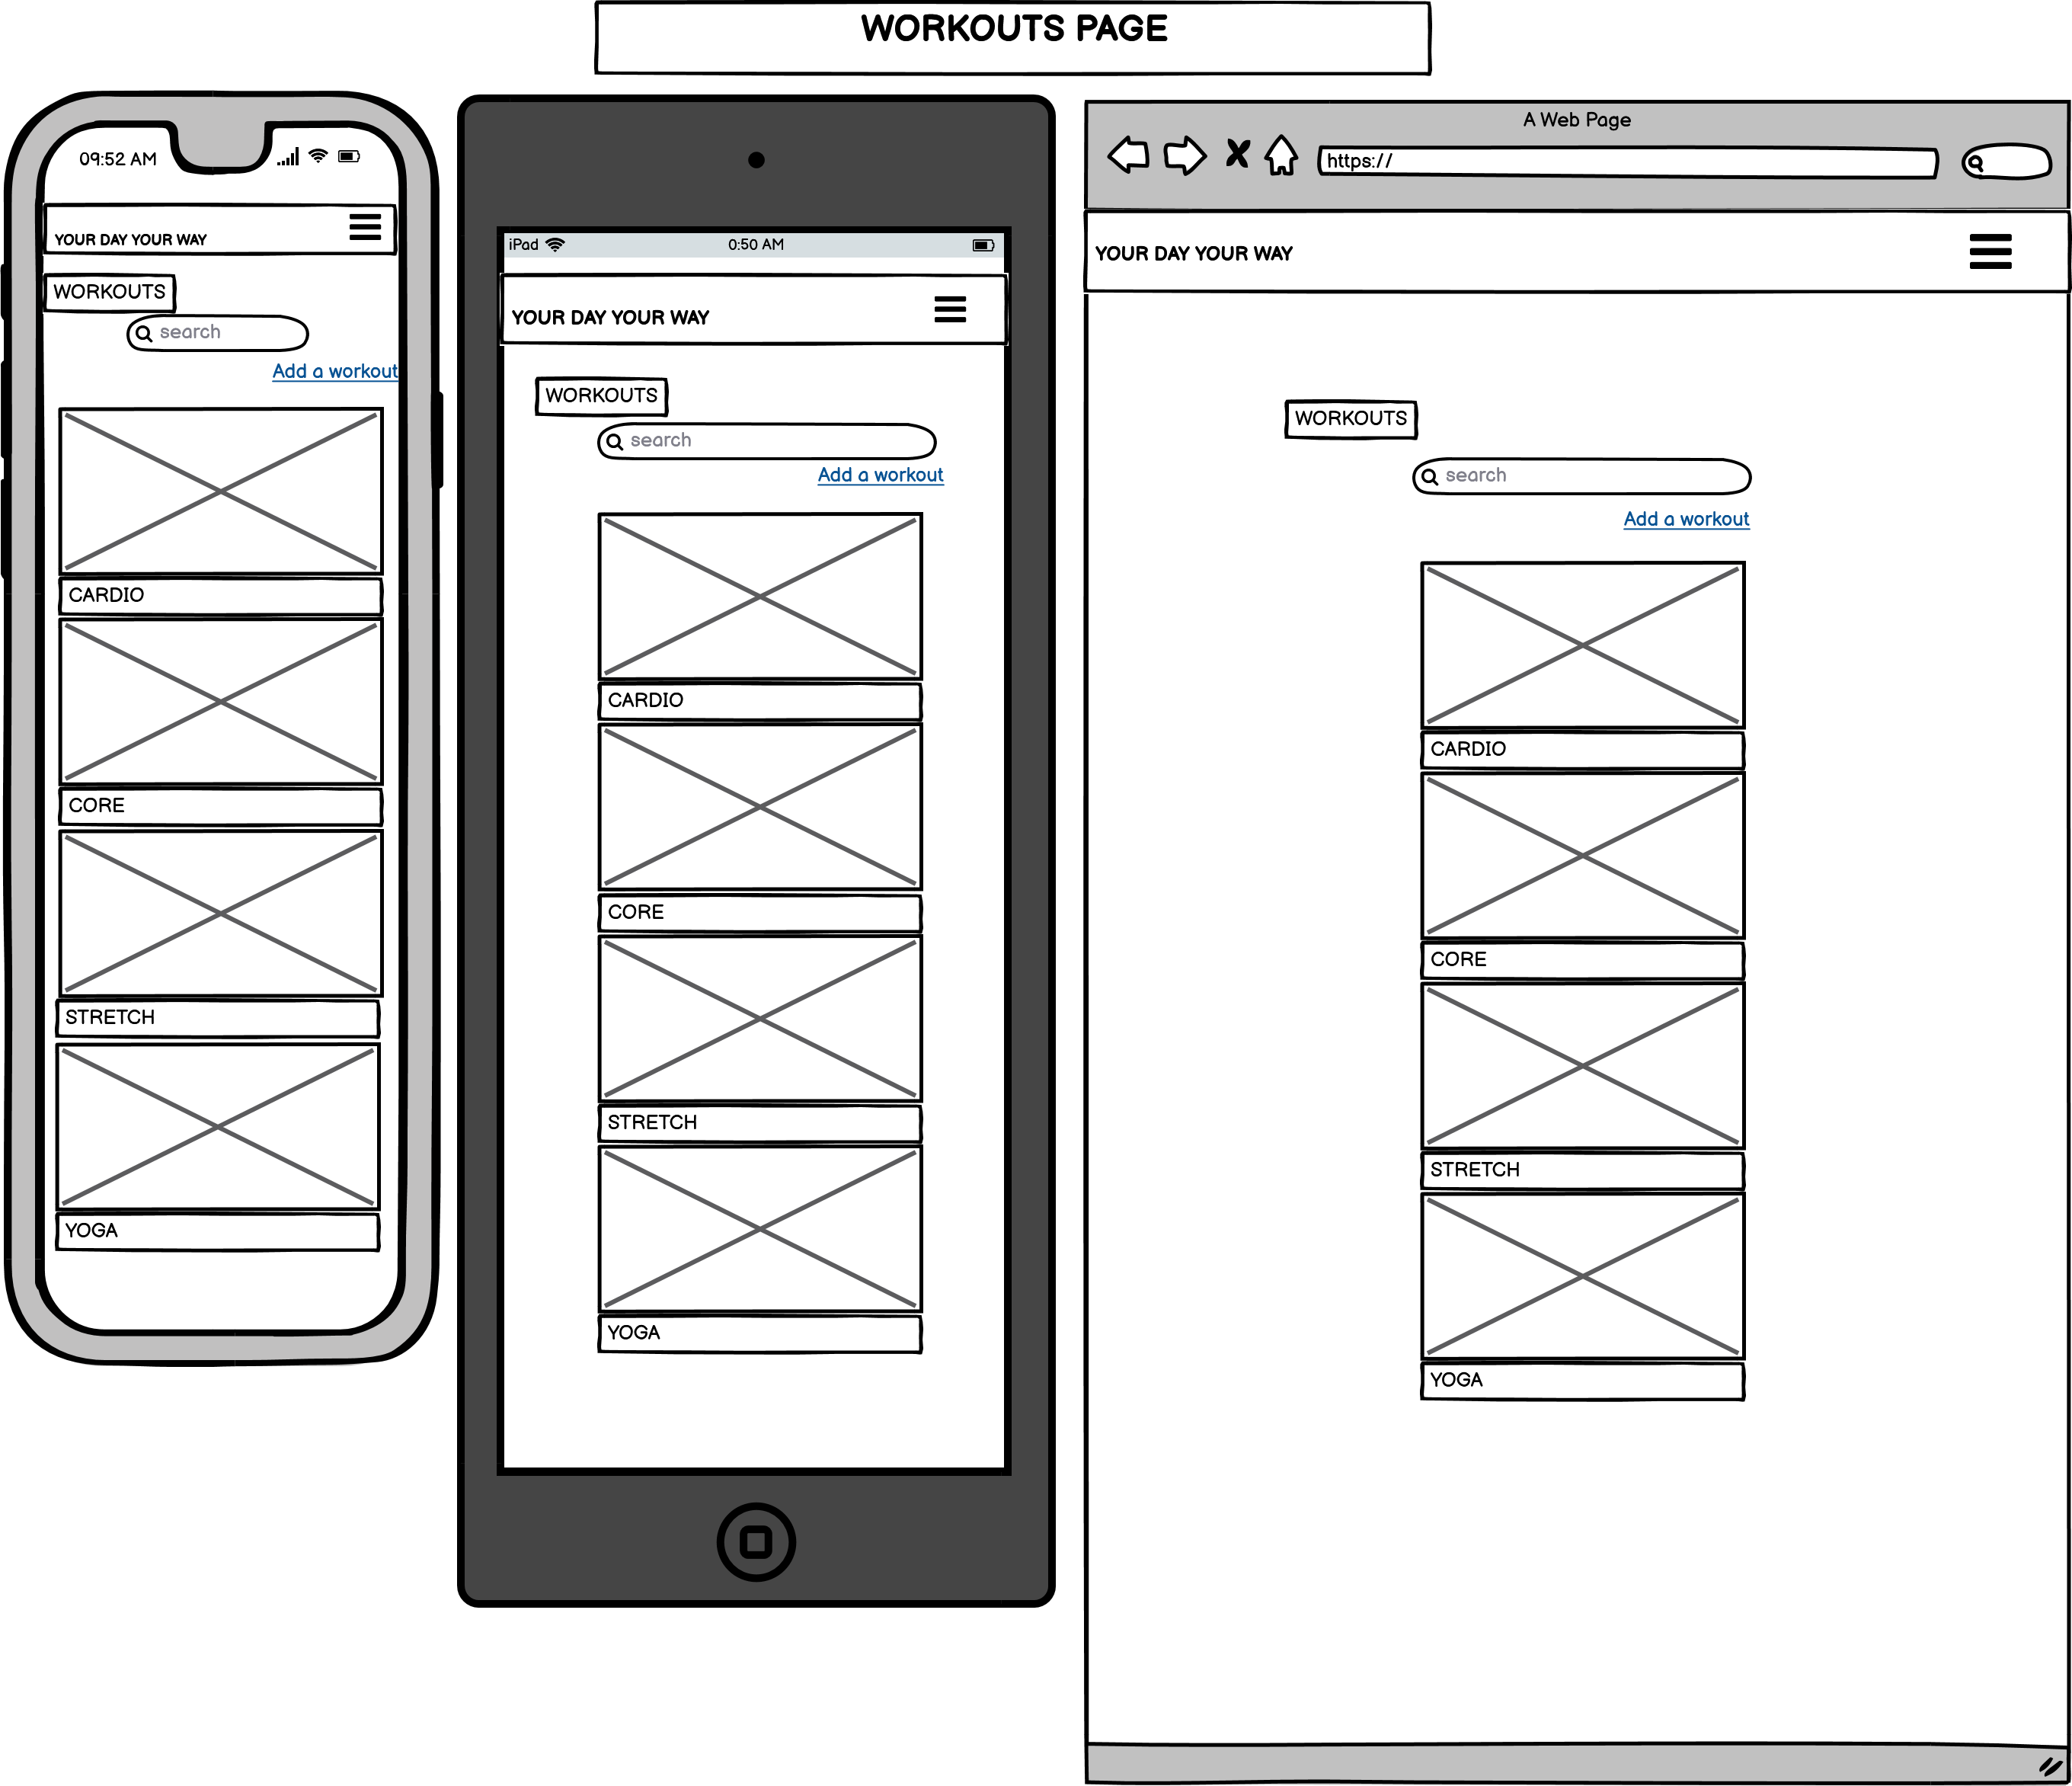 WORKOUTS PAGE
09:52 AM
YOUR DAY YOUR WAY
WORKOUTS
search
Add a workout
CARDIO
CORE
STRETCH
YOGA
iPad
0:50 AM
YOUR DAY YOUR WAY
WORKOUTS
search
Add a workout
CARDIO
CORE
STRETCH
YOGA
A Web Page
https://
YOUR DAY YOUR WAY
WORKOUTS
search
Add a workout
CARDIO
CORE
STRETCH
YOGA